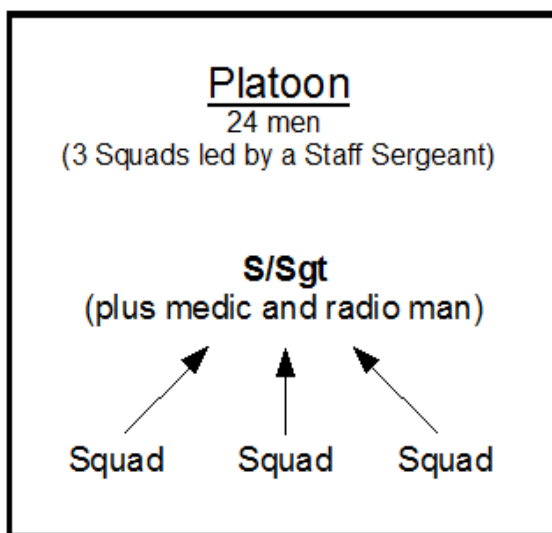 Platoon
24 men
(3 Squads led by a Staff Sergeant)
S/Sgt
(plus medic and radio man)
Squad Squad Squad